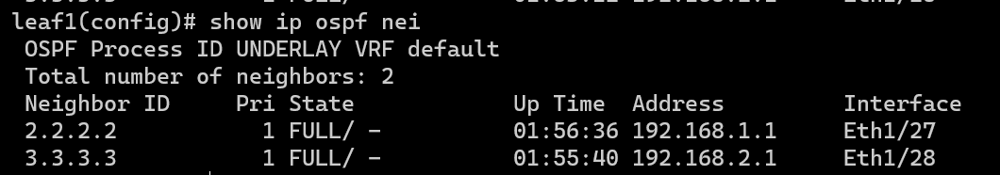 leaf1(config)# show ip ospf nei
 OSPF Process ID UNDERLAY VRF default
 Total number of neighbors: 2
 Neighbor ID     Pri State            Up Time  Address         Interface
 2.2.2.2           1 FULL/ -          01:56:36 192.168.1.1     Eth1/27
 3.3.3.3           1 FULL/ -          01:55:40 192.168.2.1     Eth1/28